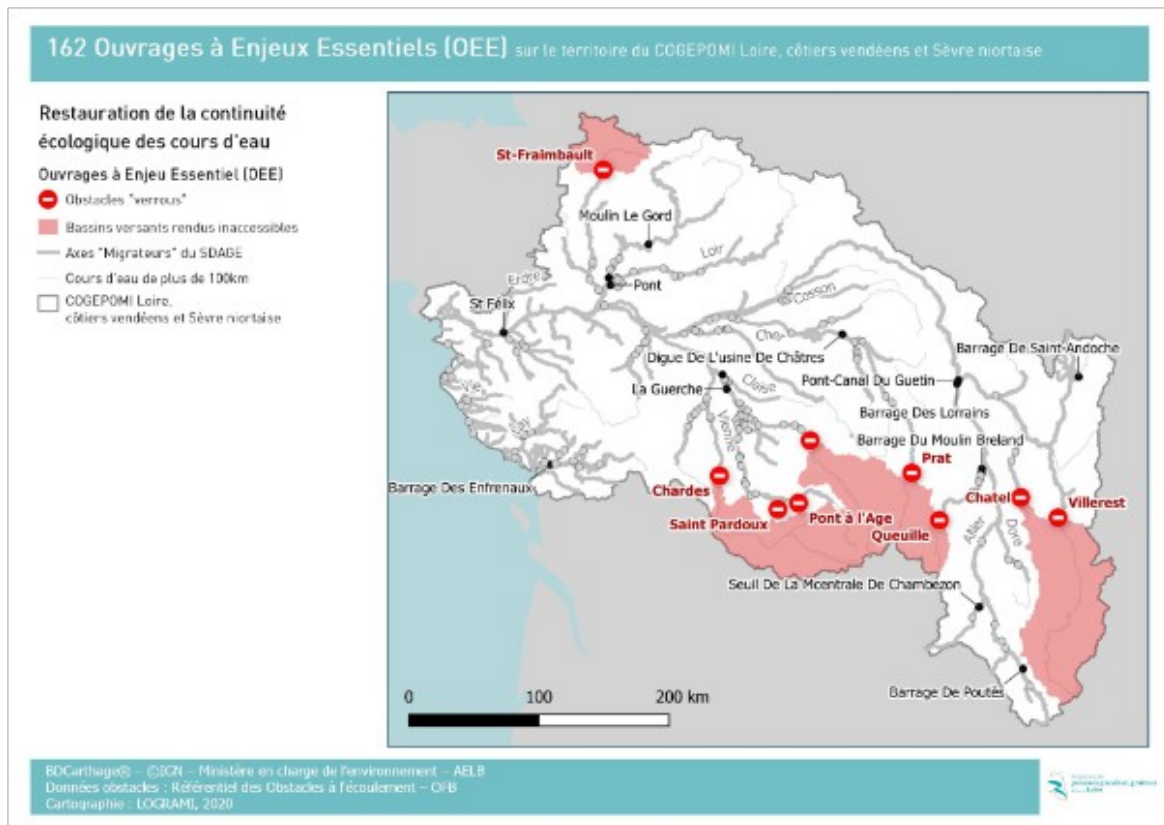 162 Ouvrages à Enjeux Essentiels (OEE) sur le territoire du COGEPOMI Loire, côtiers vendéens et Sèvre niortaise
Restauration de la continuité
écologique des cours d'eau
Ouvrages à Enjeu Essentiel (OEE)
Obstacles "verrous"
Bassins versants rendus inaccessibles
Axes "Migrateurs" du SDAGE
Cours d'eau de plus de 100km
COGEPOMI Loire,
côtiers vendéens et Sèvre niortaise
St-Fraimbault
Moulin Le Gord
Loir
Erdre
Pont
Cosson
St Félix
Cher
Digue De L'usine De Châtres
Barrage De Saint-Andoche
La Guerche
Claise
Pont-Canal Du Guetin
Barrage Des Lorrains
Vienne
Barrage Du Moulin Breland
Lay
Barrage Des Enfrenaux
Prat
Chardes
Chatel
Villerest
Saint Pardoux
Pont à l'Age
Queuille
Allier
Dore
Seuil De La Mcentrale De Chambezon
Barrage De Poutès
0 100 200 km
BDCarthage® – ©IGN – Ministère en charge de l'environnement – AELB
Données obstacles : Référentiel des Obstacles à l'écoulement – OFB
Cartographie : LOGRAMI, 2020